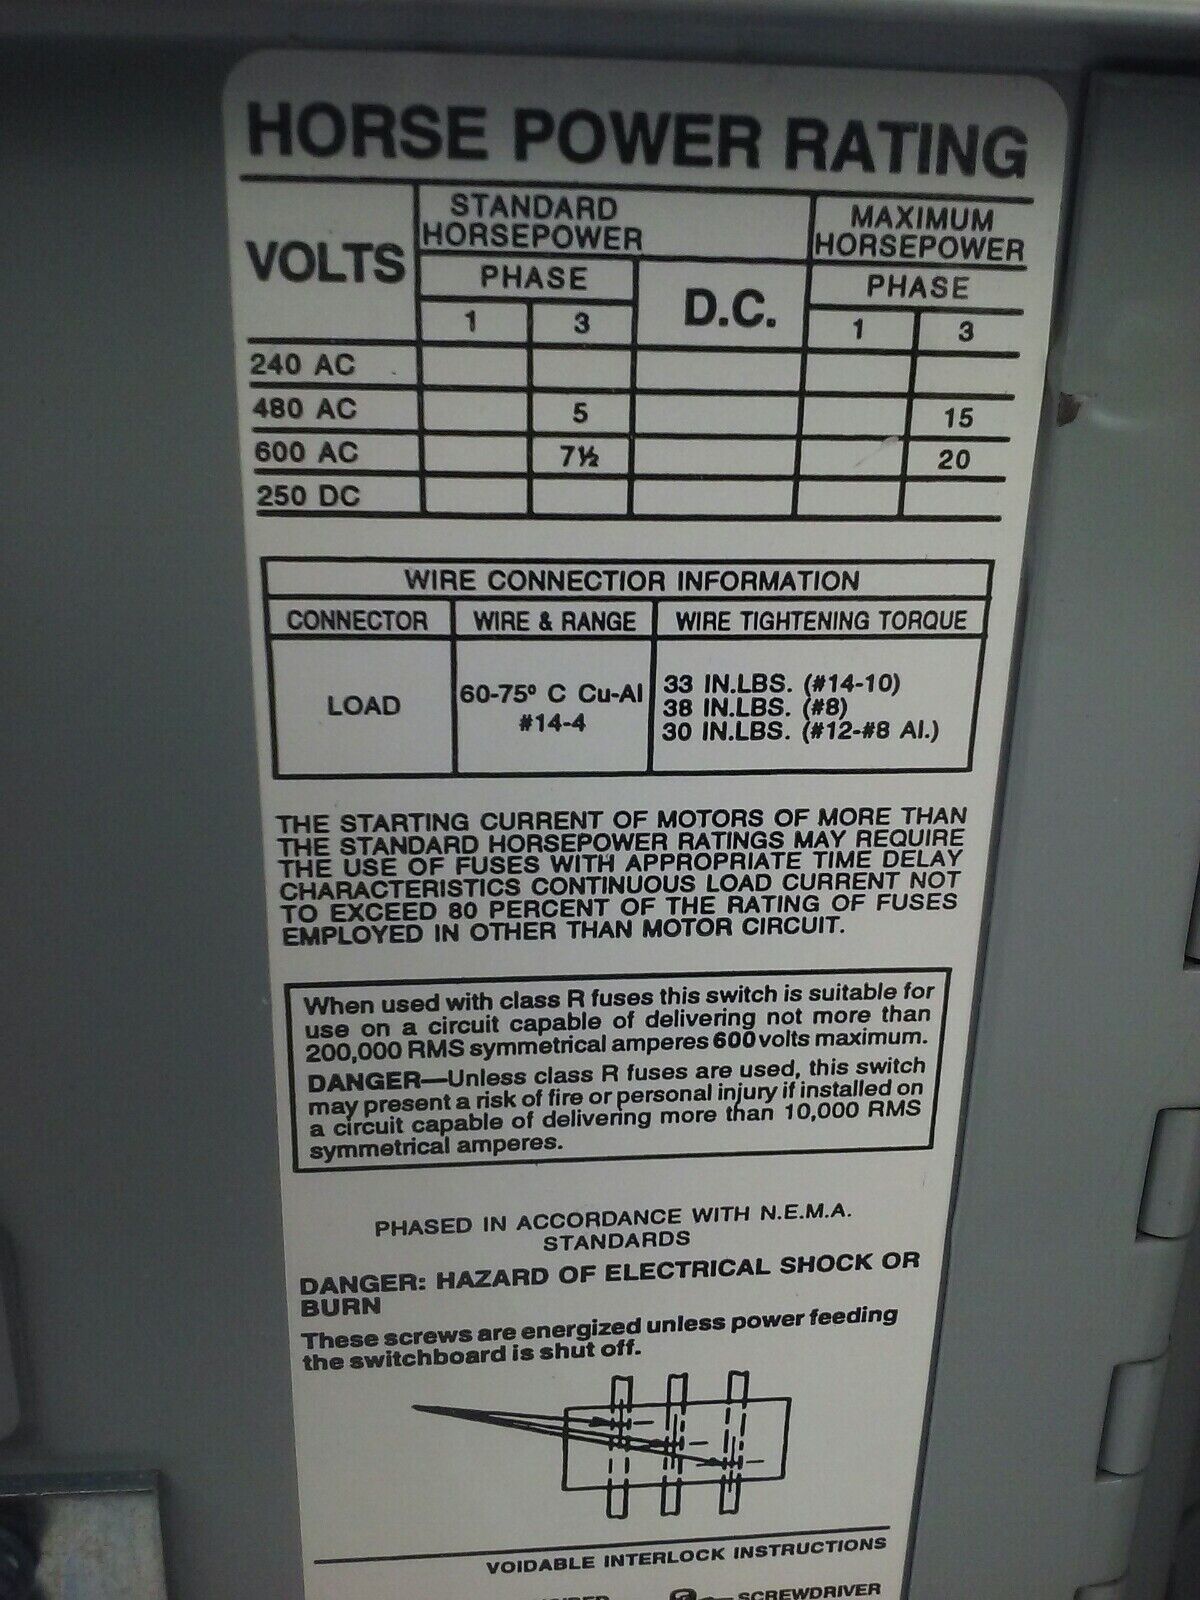 HORSE POWER RATING
VOLTS
STANDARD
HORSEPOWER
MAXIMUM
HORSEPOWER
PHASE
D.C.
PHASE
1 3
1 3
240 AC
480 AC 5 15
600 AC 7½ 20
250 DC
WIRE CONNECTIOR INFORMATION
CONNECTOR WIRE & RANGE WIRE TIGHTENING TORQUE
LOAD
60-75º C Cu-Al
#14-4
33 IN.LBS. (#14-10)
38 IN.LBS. (#8)
30 IN.LBS. (#12-#8 Al.)
THE STARTING CURRENT OF MOTORS OF MORE THAN
THE STANDARD HORSEPOWER RATINGS MAY REQUIRE
THE USE OF FUSES WITH APPROPRIATE TIME DELAY
CHARACTERISTICS CONTINUOUS LOAD CURRENT NOT
TO EXCEED 80 PERCENT OF THE RATING OF FUSES
EMPLOYED IN OTHER THAN MOTOR CIRCUIT.
When used with class R fuses this switch is suitable for
use on a circuit capable of delivering not more than
200,000 RMS symmetrical amperes 600 volts maximum.
DANGER—Unless class R fuses are used, this switch
may present a risk of fire or personal injury if installed on
a circuit capable of delivering more than 10,000 RMS
symmetrical amperes.
PHASED IN ACCORDANCE WITH N.E.M.A.
STANDARDS
DANGER: HAZARD OF ELECTRICAL SHOCK OR
BURN
These screws are energized unless power feeding
the switchboard is shut off.
VOIDABLE INTERLOCK INSTRUCTIONS
SCREWDRIVER